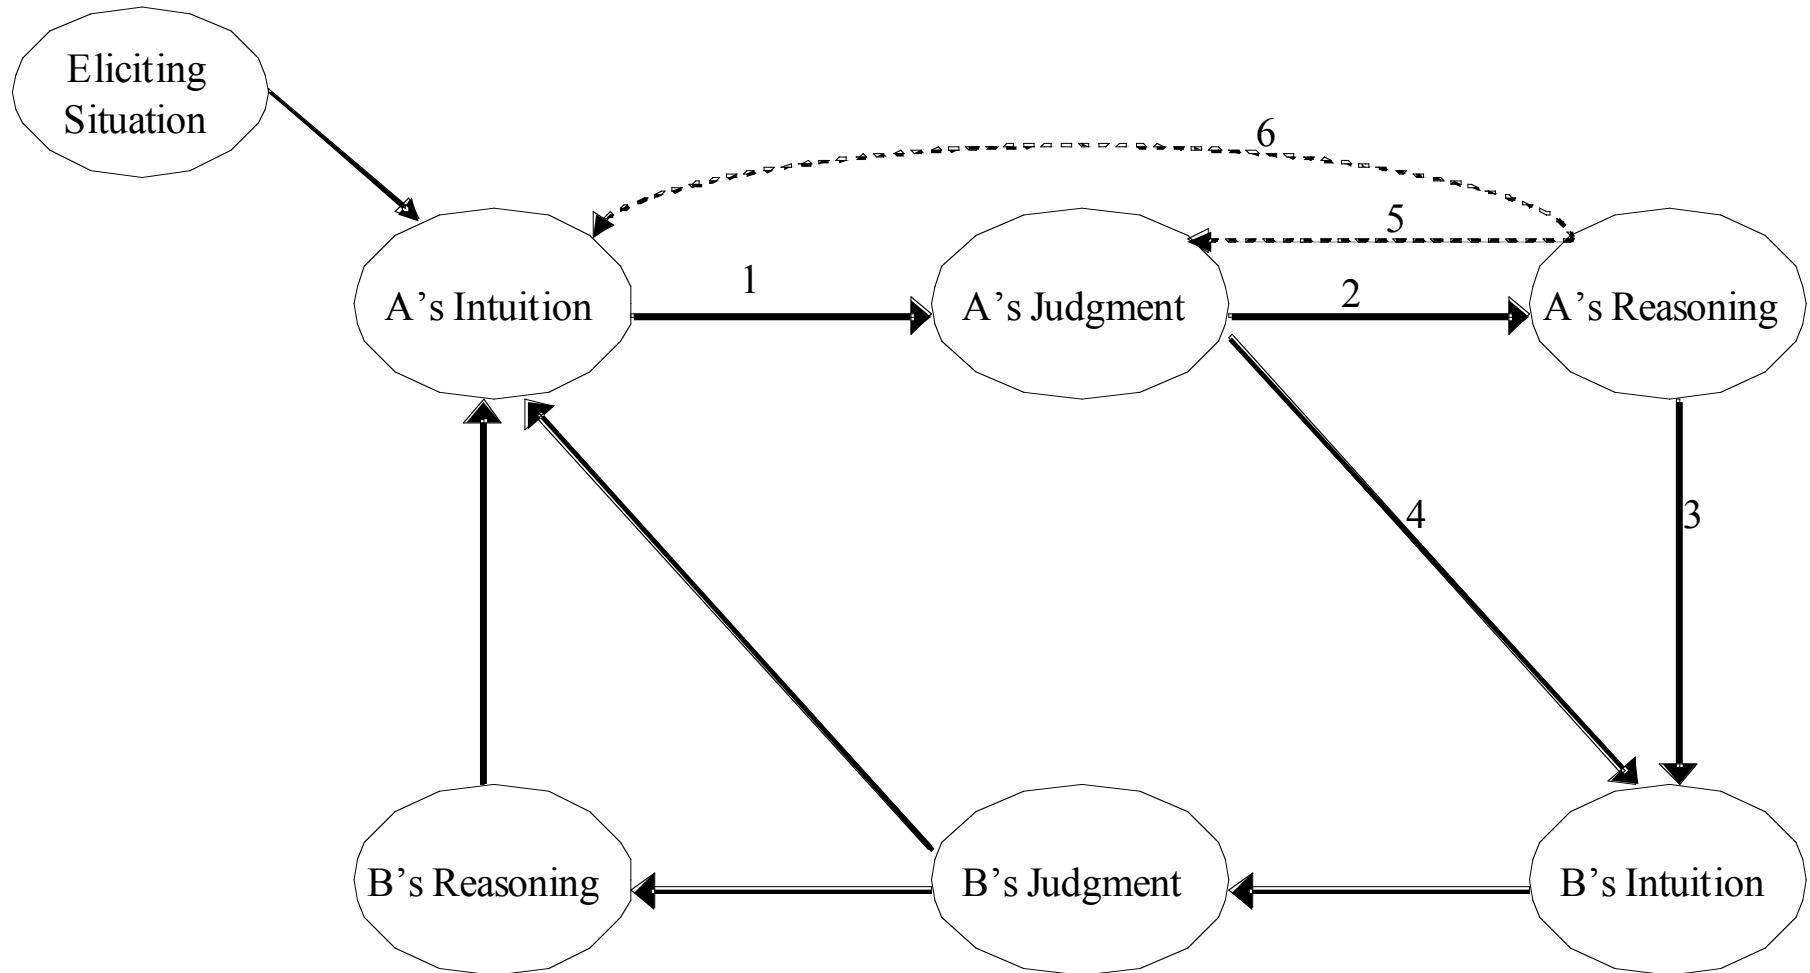 Eliciting
Situation
6
5
A’s Intuition
1
A’s Judgment
2
A’s Reasoning
4
3
B’s Reasoning
B’s Judgment
B’s Intuition